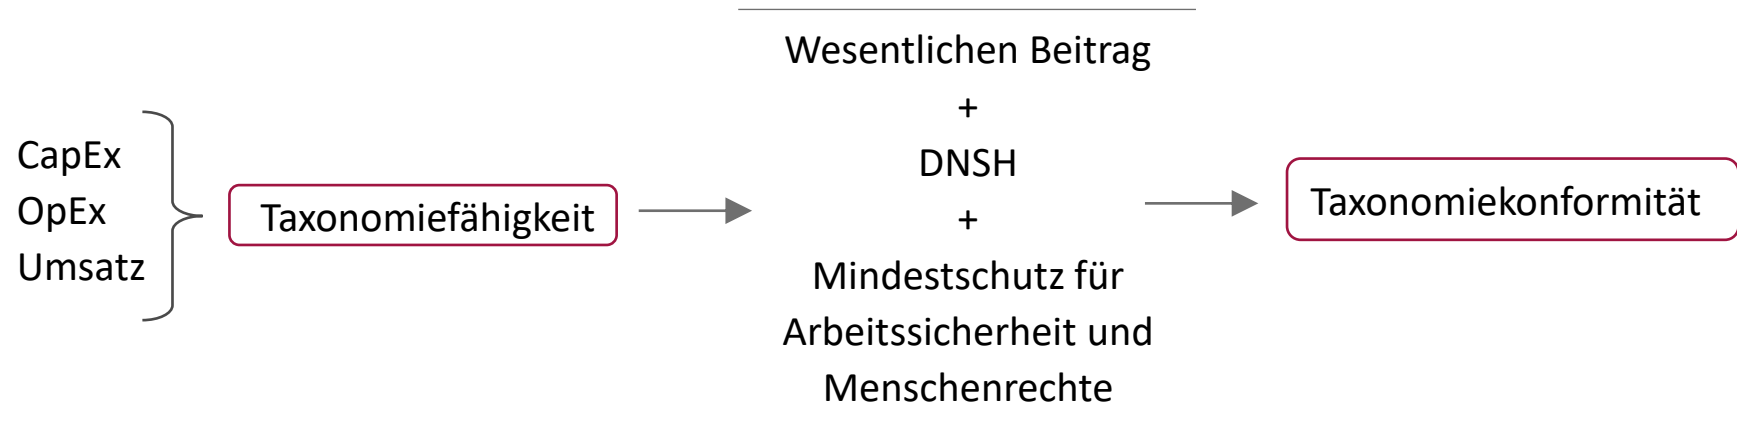 CapEx
OpEx
Umsatz
Taxonomiefähigkeit
Wesentlichen Beitrag
+
DNSH
+
Mindestschutz für
Arbeitssicherheit und
Menschenrechte
Taxonomiekonformität